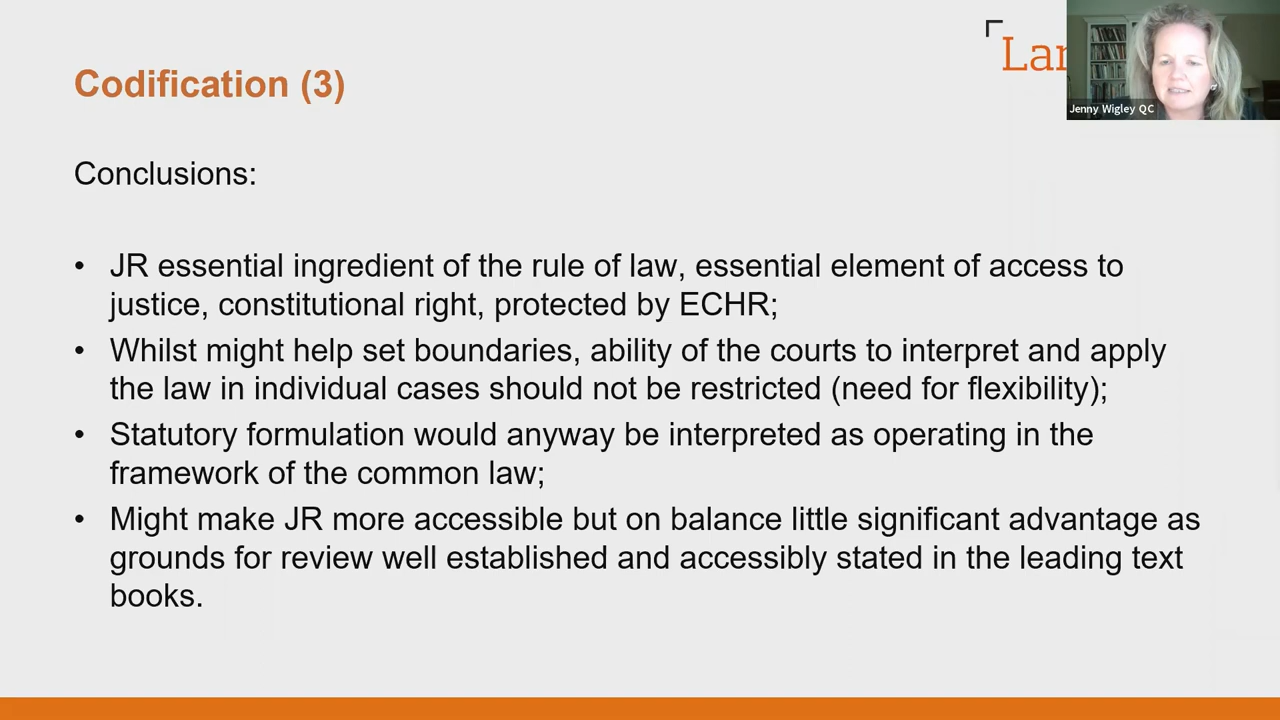 Codification (3)
Jenny Wigley QC
Conclusions:
• JR essential ingredient of the rule of law, essential element of access to
justice, constitutional right, protected by ECHR;
• Whilst might help set boundaries, ability of the courts to interpret and apply
the law in individual cases should not be restricted (need for flexibility);
• Statutory formulation would anyway be interpreted as operating in the
framework of the common law;
• Might make JR more accessible but on balance little significant advantage as
grounds for review well established and accessibly stated in the leading text
books.